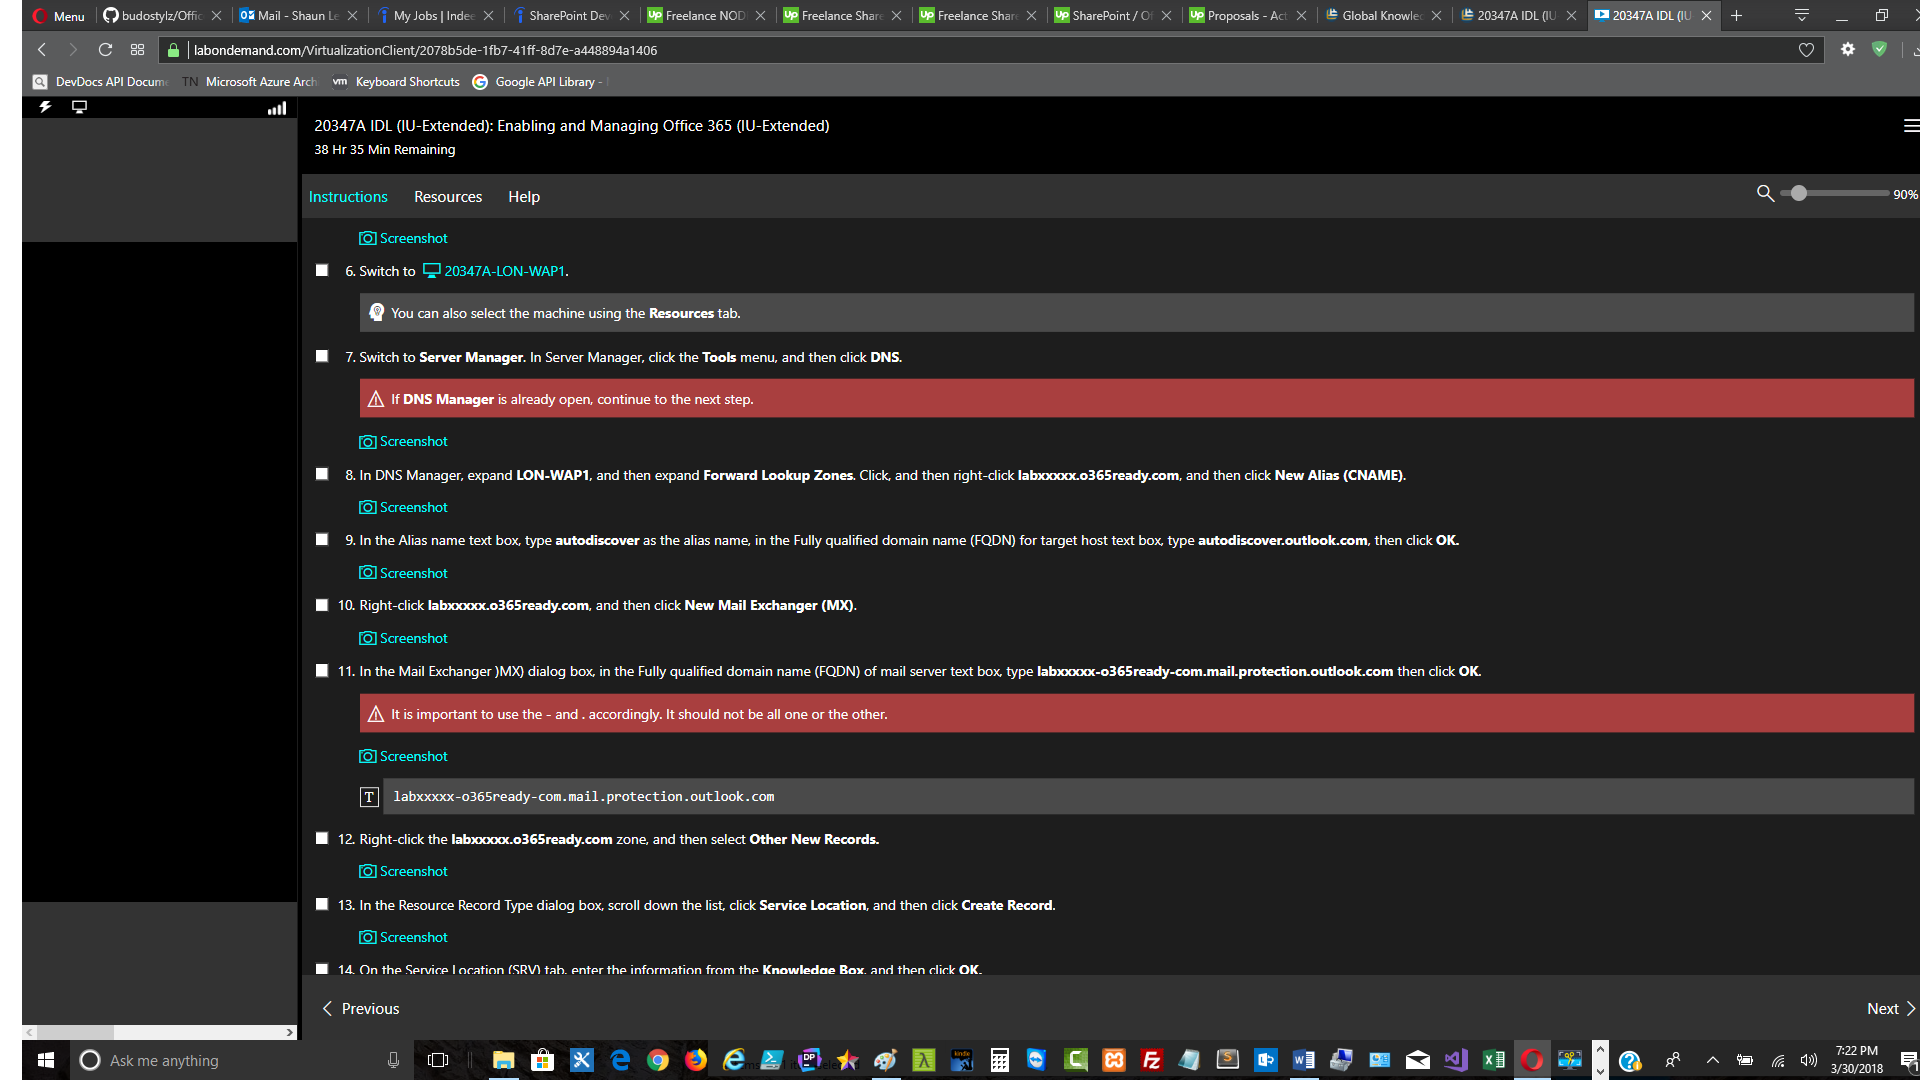 Menu
budostylz/Offic
Mail - Shaun Le
My Jobs | Indee
SharePoint Dev
Freelance NOD
Freelance Share
Freelance Share
SharePoint / Of
Proposals - Act
Global Knowled
20347A IDL (IU
20347A IDL (IU
labondemand.com/VirtualizationClient/2078b5de-1fb7-41ff-8d7e-a448894a1406
DevDocs API Docume
TN Microsoft Azure Arch
vm Keyboard Shortcuts
Google API Library -
20347A IDL (IU-Extended): Enabling and Managing Office 365 (IU-Extended)
38 Hr 35 Min Remaining
Instructions Resources Help
90%
Screenshot
6. Switch to 20347A-LON-WAP1.
You can also select the machine using the Resources tab.
7. Switch to Server Manager. In Server Manager, click the Tools menu, and then click DNS.
If DNS Manager is already open, continue to the next step.
Screenshot
8. In DNS Manager, expand LON-WAP1, and then expand Forward Lookup Zones. Click, and then right-click labxxxxx.o365ready.com, and then click New Alias (CNAME).
Screenshot
9. In the Alias name text box, type autodiscover as the alias name, in the Fully qualified domain name (FQDN) for target host text box, type autodiscover.outlook.com, then click OK.
Screenshot
10. Right-click labxxxxx.o365ready.com, and then click New Mail Exchanger (MX).
Screenshot
11. In the Mail Exchanger )MX) dialog box, in the Fully qualified domain name (FQDN) of mail server text box, type labxxxxx-o365ready-com.mail.protection.outlook.com then click OK.
It is important to use the - and . accordingly. It should not be all one or the other.
Screenshot
T labxxxxx-o365ready-com.mail.protection.outlook.com
12. Right-click the labxxxxx.o365ready.com zone, and then select Other New Records.
Screenshot
13. In the Resource Record Type dialog box, scroll down the list, click Service Location, and then click Create Record.
Screenshot
14. On the Service Location (SRV) tab, enter the information from the Knowledge Box, and then click OK.
Previous
Next
Ask me anything
7:22 PM
3/30/2018